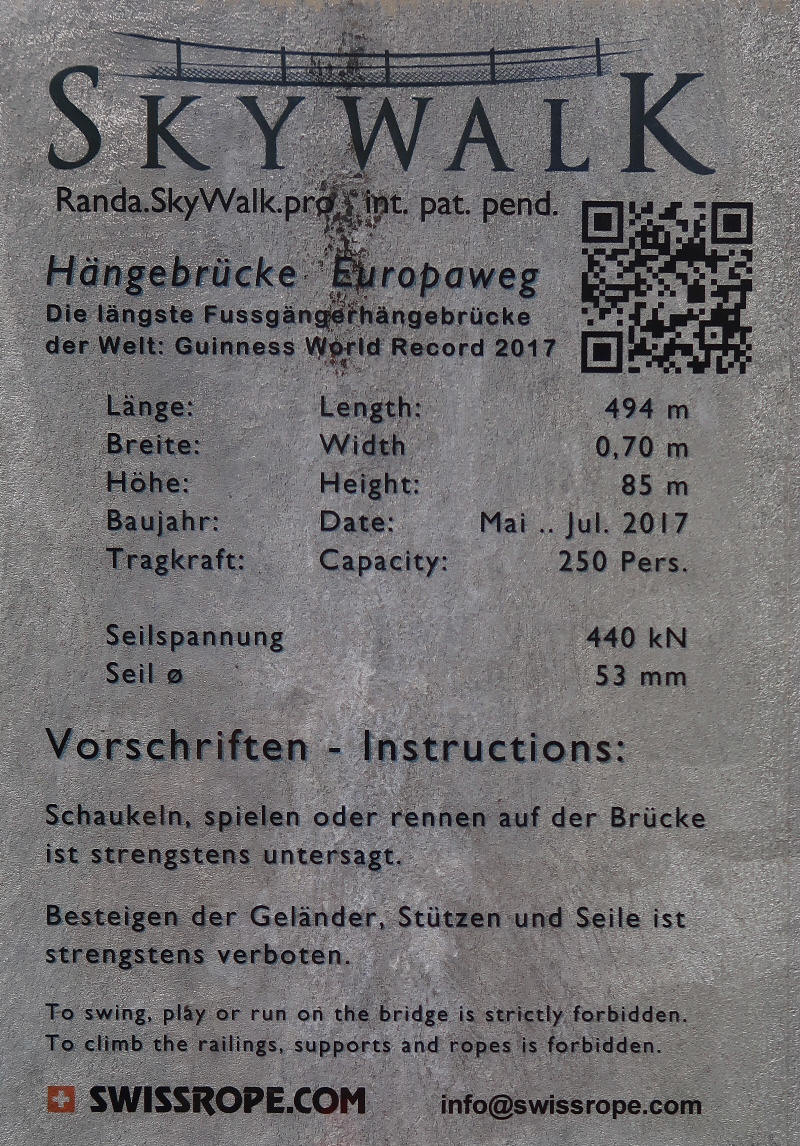 SKYWALK
Randa.SkyWalk.pro int. pat. pend.
Hängebrücke Europaweg
Die längste Fussgängerhängebrücke
der Welt: Guinness World Record 2017
Länge: Length: 494 m
Breite: Width 0,70 m
Höhe: Height: 85 m
Baujahr: Date: Mai .. Jul. 2017
Tragkraft: Capacity: 250 Pers.
Seilspannung 440 kN
Seil ø 53 mm
Vorschriften - Instructions:
Schaukeln, spielen oder rennen auf der Brücke
ist strengstens untersagt.
Besteigen der Geländer, Stützen und Seile ist
strengstens verboten.
To swing, play or run on the bridge is strictly forbidden.
To climb the railings, supports and ropes is forbidden.
SWISSROPE.COM info@swissrope.com